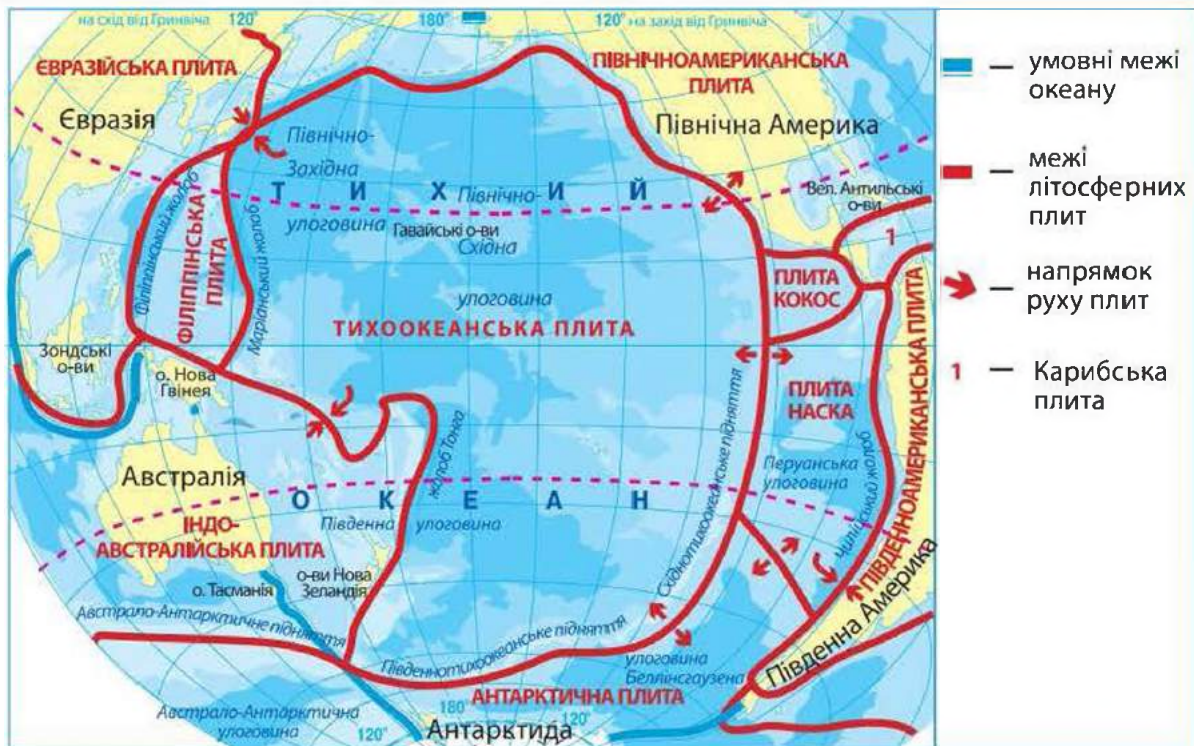 на схід від Гринвіча
120°
180°
120°
на захід від Гринвіча
ЄВРАЗІЙСЬКА ПЛИТА
Євразія
ПІВНІЧНОАМЕРИКАНСЬКА
ПЛИТА
Північна Америка
Північно-
Західна
улоговина
Т И Х И Й
Північно-
Східна
улоговина
Гавайські о-ви
Вел. Антильські
о-ви
1
Філіппінський жолоб
ФІЛІППІНСЬКА
ПЛИТА
Маріанський жолоб
ПЛИТА
КОКОС
ТИХООКЕАНСЬКА ПЛИТА
Зондські
о-ви
о. Нова
Гвінея
ПЛИТА
НАСКА
ПІВДЕННОАМЕРИКАНСЬКА ПЛИТА
Австралія
О К Е А Н
жолоб Тонга
Південна улоговина
Східнотихоокеанське підняття
Перуанська
улоговина
Чилійський жолоб
ІНДО-
АВСТРАЛІЙСЬКА ПЛИТА
о. Тасманія
о-ви Нова
Зеландія
Південна Америка
Австрало-Антарктичне підняття
Південнотихоокеанське підняття
улоговина
Беллінсгаузена
АНТАРКТИЧНА ПЛИТА
Австрало-Антарктична
улоговина
120°
180°
120°
Антарктида
— умовні межі
океану
— межі
літосферних
плит
— напрямок
руху плит
1 — Карибська
плита